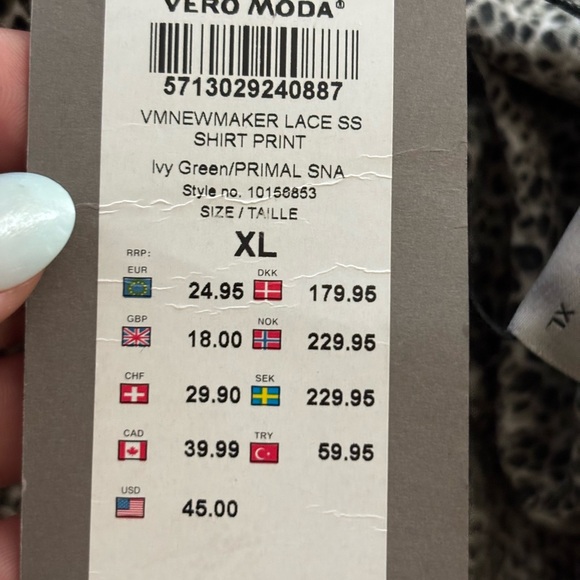 VERO MODA®
5713029240887
VMNEWMAKER LACE SS
SHIRT PRINT
Ivy Green/PRIMAL SNA
Style no. 10156853
SIZE / TAILLE
XL
RRP:
EUR 24.95 DKK 179.95
GBP 18.00 NOK 229.95
CHF 29.90 SEK 229.95
CAD 39.99 TRY 59.95
USD 45.00
XL